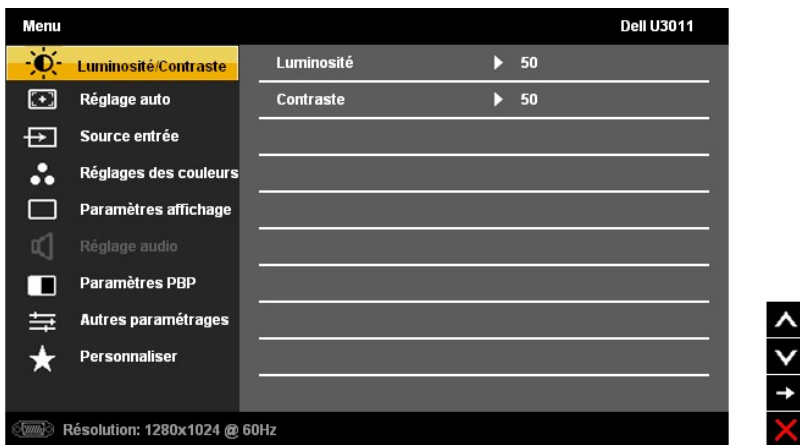 Menu Dell U3011
Luminosité/Contraste Luminosité 50
Réglage auto Contraste 50
Source entrée
Réglages des couleurs
Paramètres affichage
Réglage audio
Paramètres PBP
Autres paramétrages
Personnaliser
Résolution: 1280x1024 @ 60Hz